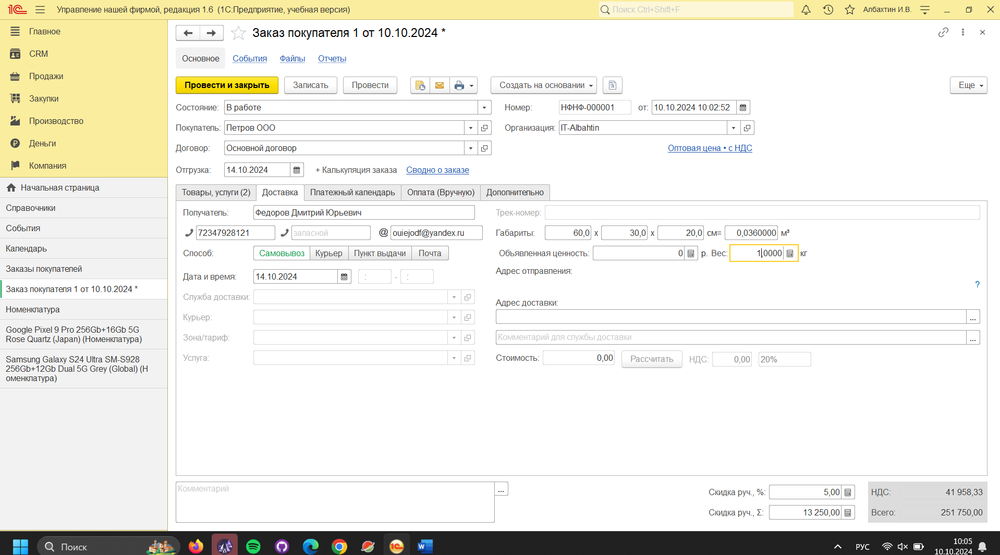 Управление нашей фирмой, редакция 1.6 (1С:Предприятие, учебная версия)
Поиск Ctrl+Shift+F
Албахтин И.В.
Главное
CRM
Продажи
Закупки
Производство
Деньги
Компания
Начальная страница
Справочники
События
Календарь
Заказы покупателей
Заказ покупателя 1 от 10.10.2024 *
Номенклатура
Google Pixel 9 Pro 256Gb+16Gb 5G
Rose Quartz (Japan) (Номенклатура)
Samsung Galaxy S24 Ultra SM-S928
256Gb+12Gb Dual 5G Grey (Global) (Н
оменклатура)
Заказ покупателя 1 от 10.10.2024 *
Основное События Файлы Отчеты
Провести и закрыть Записать Провести Создать на основании Еще
Состояние: В работе Номер: НФНФ-000001 от: 10.10.2024 10:02:52
Покупатель: Петров ООО Организация: IT-Albahtin
Договор: Основной договор Оптовая цена • с НДС
Отгрузка: 14.10.2024 + Калькуляция заказа Сводно о заказе
Товары, услуги (2) Доставка Платежный календарь Оплата (Вручную) Дополнительно
Получатель: Федоров Дмитрий Юрьевич Трек-номер:
72347928121 запасной @ ouiejodf@yandex.ru Габариты: 60,0 x 30,0 x 20,0 см= 0,0360000 м³
Способ: Самовывоз Курьер Пункт выдачи Почта Объявленная ценность: 0 р. Вес: 1,0000 кг
Дата и время: 14.10.2024 : - : Адрес отправления:
?
Служба доставки: Адрес доставки:
Курьер: ...
Зона/тариф: Комментарий для службы доставки ...
Услуга: Стоимость: 0,00 Рассчитать НДС: 0,00 20%
Комментарий ... Скидка руч., %: 5,00 НДС: 41 958,33
Скидка руч., Σ: 13 250,00 Всего: 251 750,00
Поиск
РУС
10:05
10.10.2024